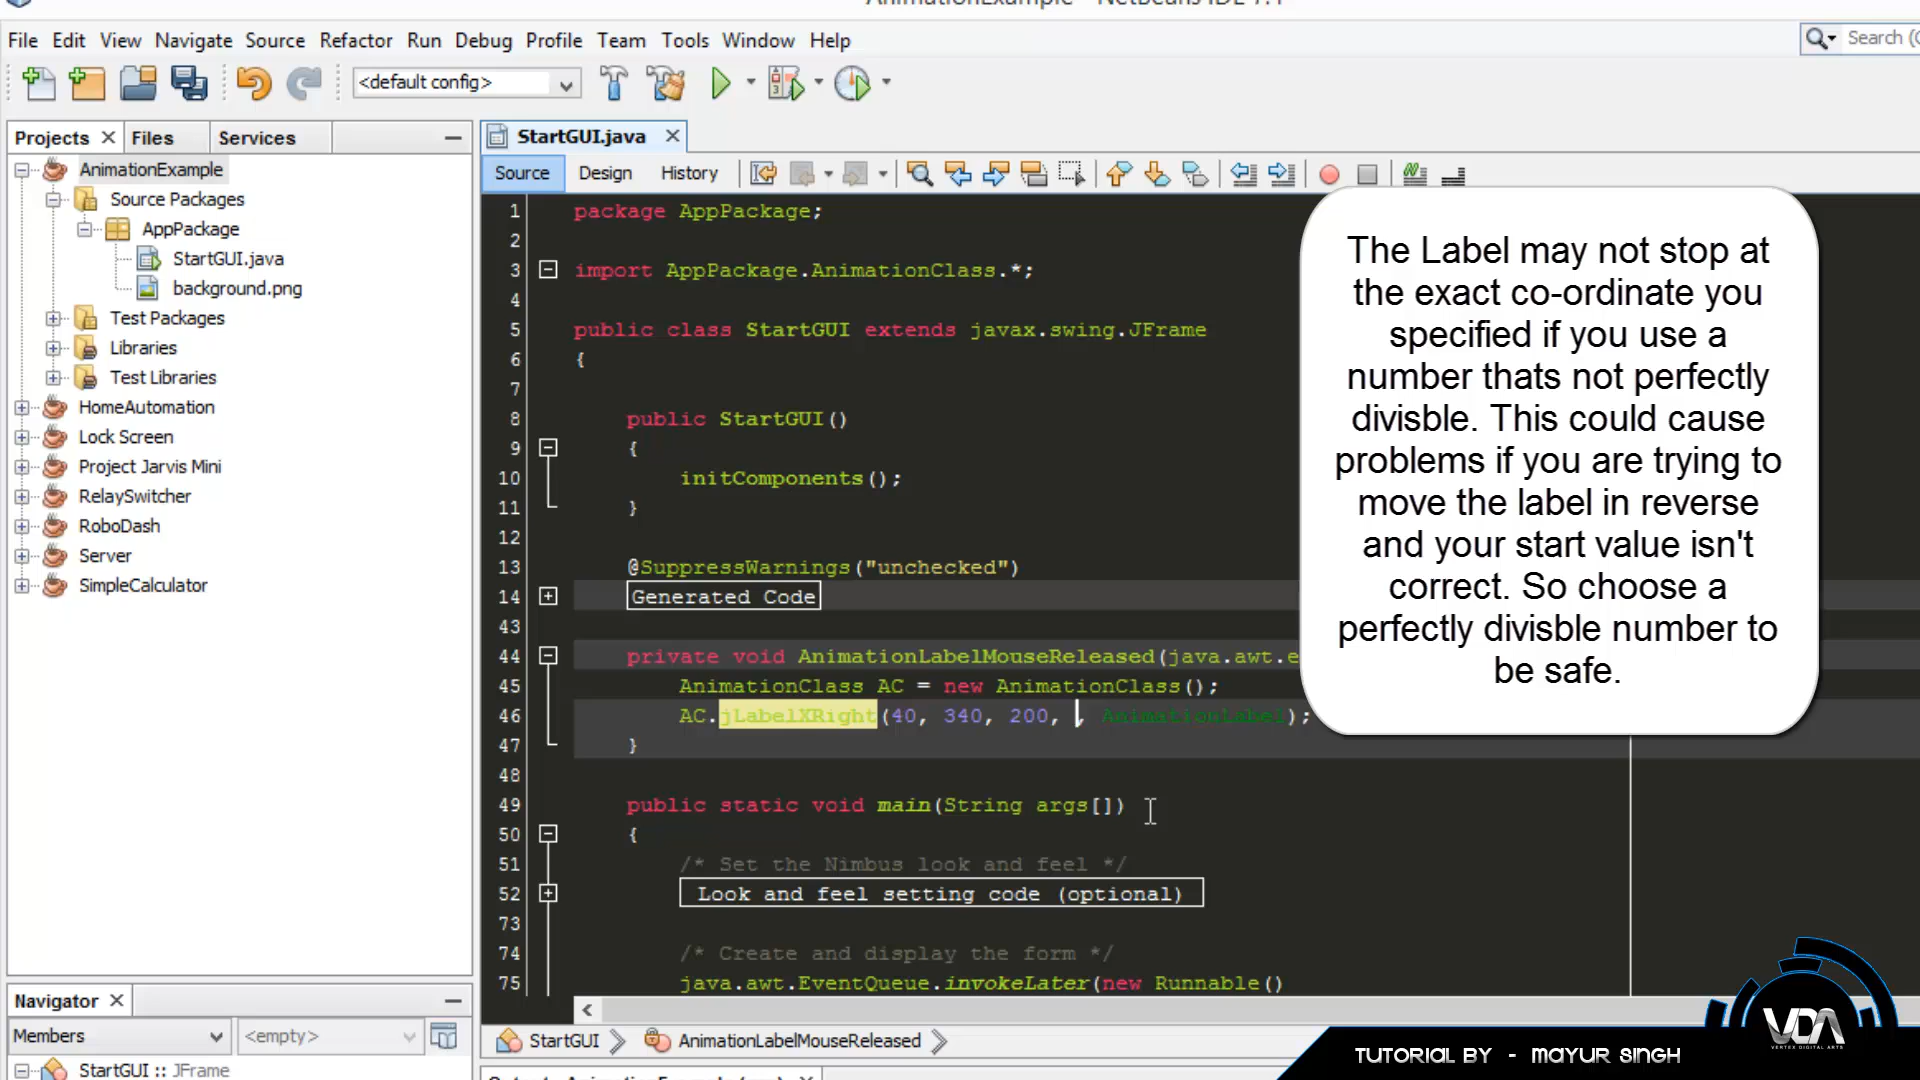 File Edit View Navigate Source Refactor Run Debug Profile Team Tools Window Help
<default config>
Projects Files Services
AnimationExample
Source Packages
AppPackage
StartGUI.java
background.png
Test Packages
Libraries
Test Libraries
HomeAutomation
Lock Screen
Project Jarvis Mini
RelaySwitcher
RoboDash
Server
SimpleCalculator
Navigator
Members <empty>
StartGUI :: JFrame
StartGUI.java
Source Design History
1 package AppPackage;
2
3 import AppPackage.AnimationClass.*;
4
5 public class StartGUI extends javax.swing.JFrame
6 {
7
8 public StartGUI()
9 {
10 initComponents();
11 }
12
13 @SuppressWarnings("unchecked")
14 Generated Code
43
44 private void AnimationLabelMouseReleased(java.awt.e
45 AnimationClass AC = new AnimationClass();
46 AC.jLabelXRight(40, 340, 200, , AnimationLabel);
47 }
48
49 public static void main(String args[])
50 {
51 /* Set the Nimbus look and feel */
52 Look and feel setting code (optional)
73
74 /* Create and display the form */
75 java.awt.EventQueue.invokeLater(new Runnable()
StartGUI AnimationLabelMouseReleased
The Label may not stop at
the exact co-ordinate you
specified if you use a
number thats not perfectly
divisble. This could cause
problems if you are trying to
move the label in reverse
and your start value isn't
correct. So choose a
perfectly divisble number to
be safe.
VDA
VERTEX DIGITAL ARTS
TUTORIAL BY - MAYUR SINGH